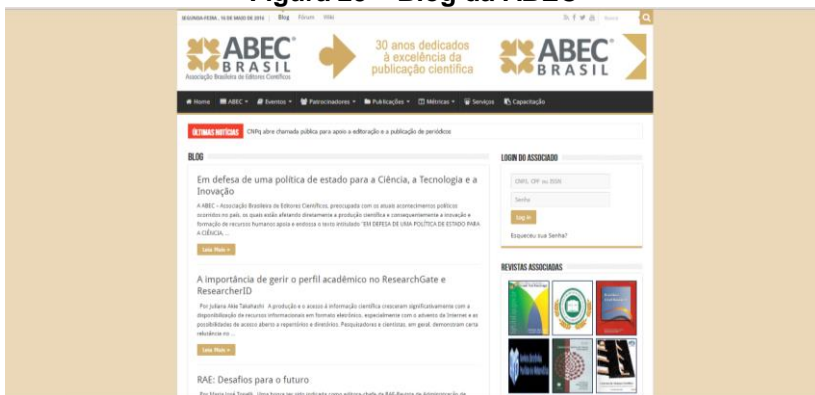 SEGUNDA-FEIRA , 16 DE MAIO DE 2016 | Blog Fórum Wiki
ABEC
BRASIL
Associação Brasileira de Editores Científicos
30 anos dedicados
à excelência da
publicação científica
ABEC
BRASIL
Home ABEC Eventos Patrocinadores Publicações Métricas Serviços Capacitação
ÚLTIMAS NOTÍCIAS CNPq abre chamada pública para apoio a editoração e a publicação de periódicos
BLOG
Em defesa de uma política de estado para a Ciência, a Tecnologia e a
Inovação
A ABEC – Associação Brasileira de Editores Científicos, preocupada com os atuais acontecimentos políticos
ocorridos no país, os quais estão afetando diretamente a produção científica e consequentemente a inovação e
formação de recursos humanos apoia e endossa o texto intitulado "EM DEFESA DE UMA POLÍTICA DE ESTADO PARA
A CIÊNCIA, ...
Leia Mais »
A importância de gerir o perfil acadêmico no ResearchGate e
ResearcherID
Por Juliana Akie Takahashi A produção e o acesso à informação científica cresceram significativamente com a
disponibilização de recursos informacionais em formato eletrônico, especialmente com o advento da Internet e as
possibilidades de acesso aberto a repertórios e diretórios. Pesquisadores e cientistas, em geral, demonstram certa
relutância no ...
Leia Mais »
RAE: Desafios para o futuro
LOGIN DO ASSOCIADO
CNPJ, CPF ou
Senha
Log in
Esqueceu sua Senha?
REVISTAS ASSOCIADAS